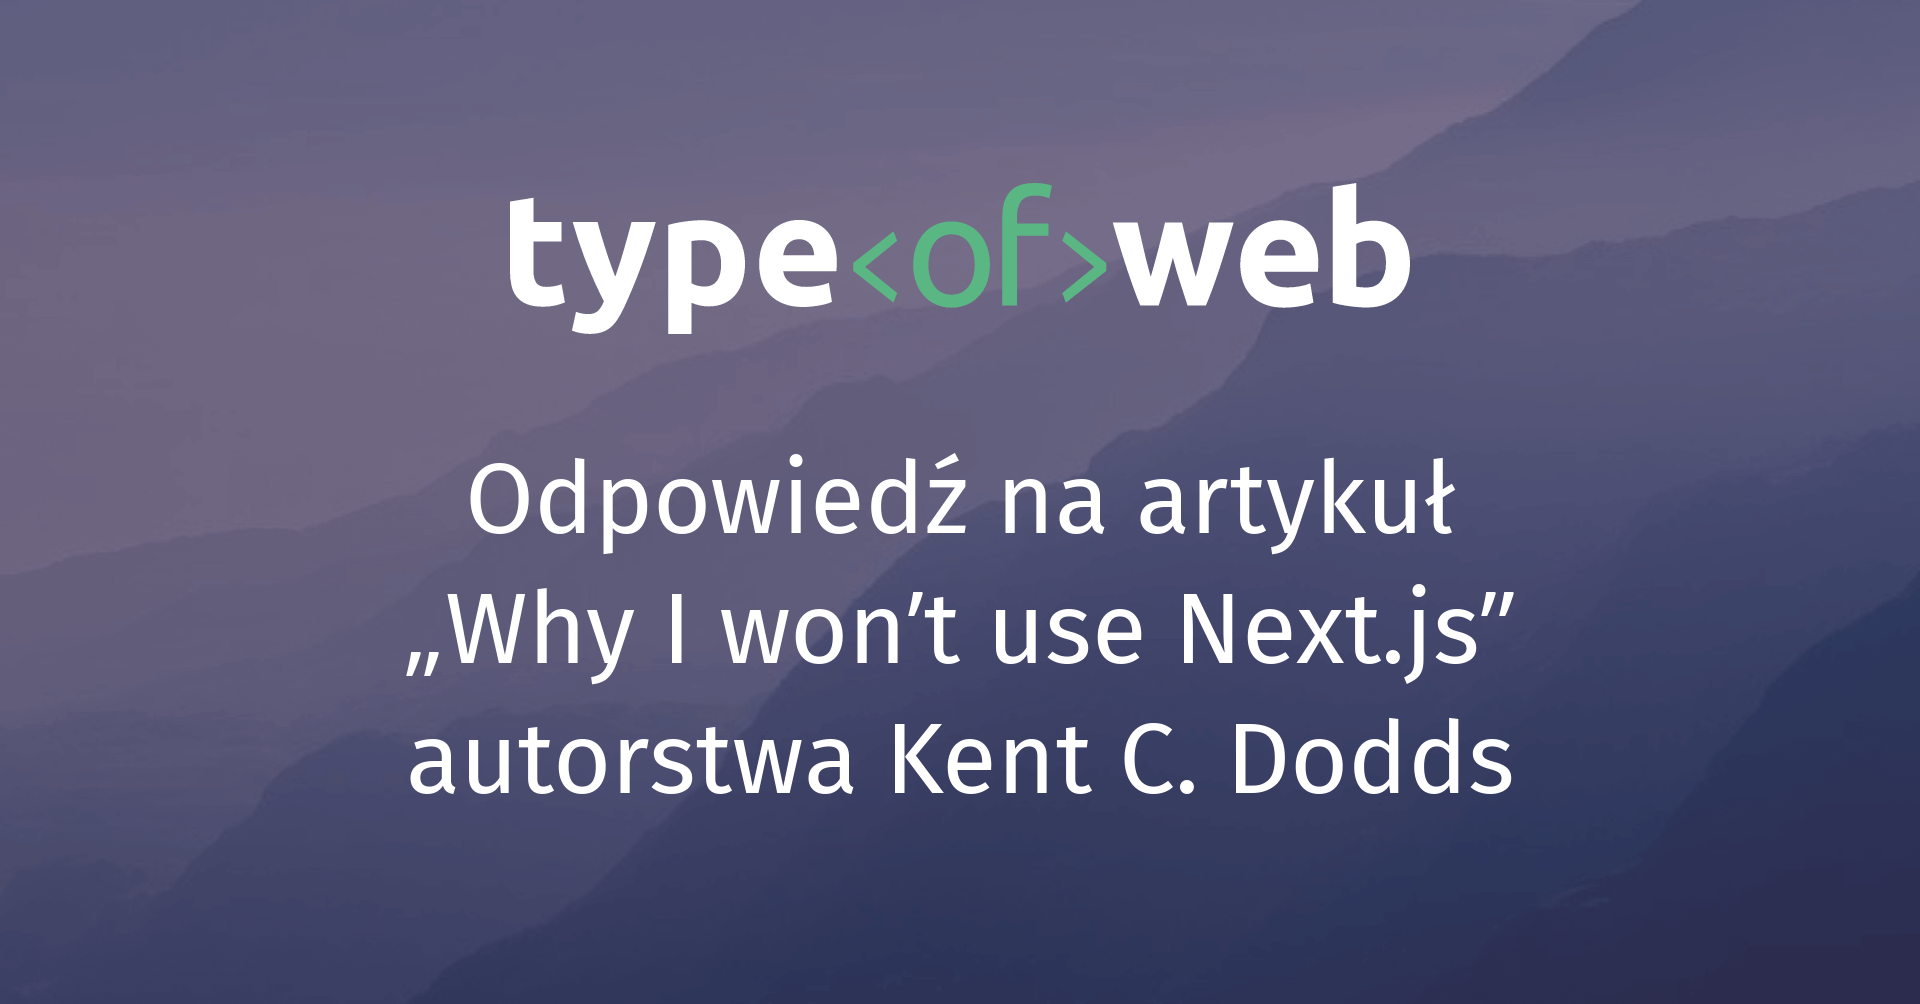 type<of>web
Odpowiedź na artykuł
„Why I won’t use Next.js”
autorstwa Kent C. Dodds